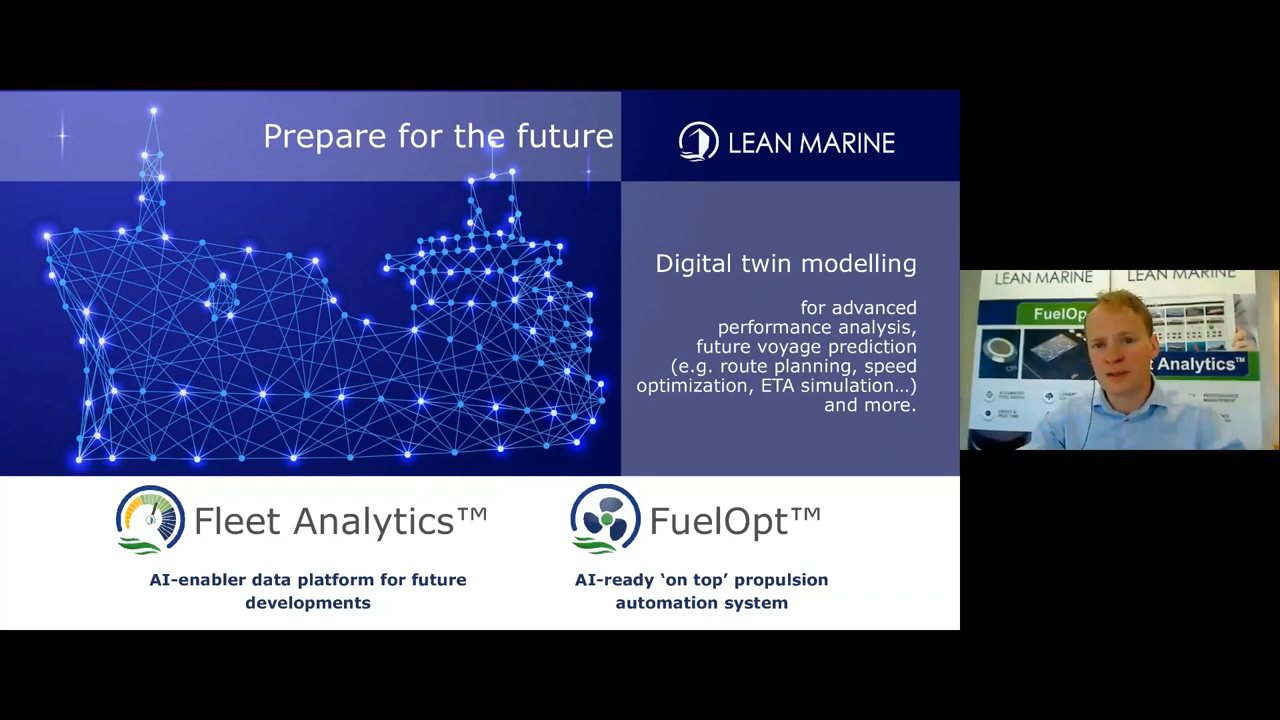 Prepare for the future
LEAN MARINE
Digital twin modelling
for advanced
performance analysis,
future voyage prediction
(e.g. route planning, speed
optimization, ETA simulation…)
and more.
Fleet Analytics™
AI-enabler data platform for future
developments
FuelOpt™
AI-ready ‘on top’ propulsion
automation system
LEAN MARINE
LEAN MARINE
FuelOp
t Analytics™